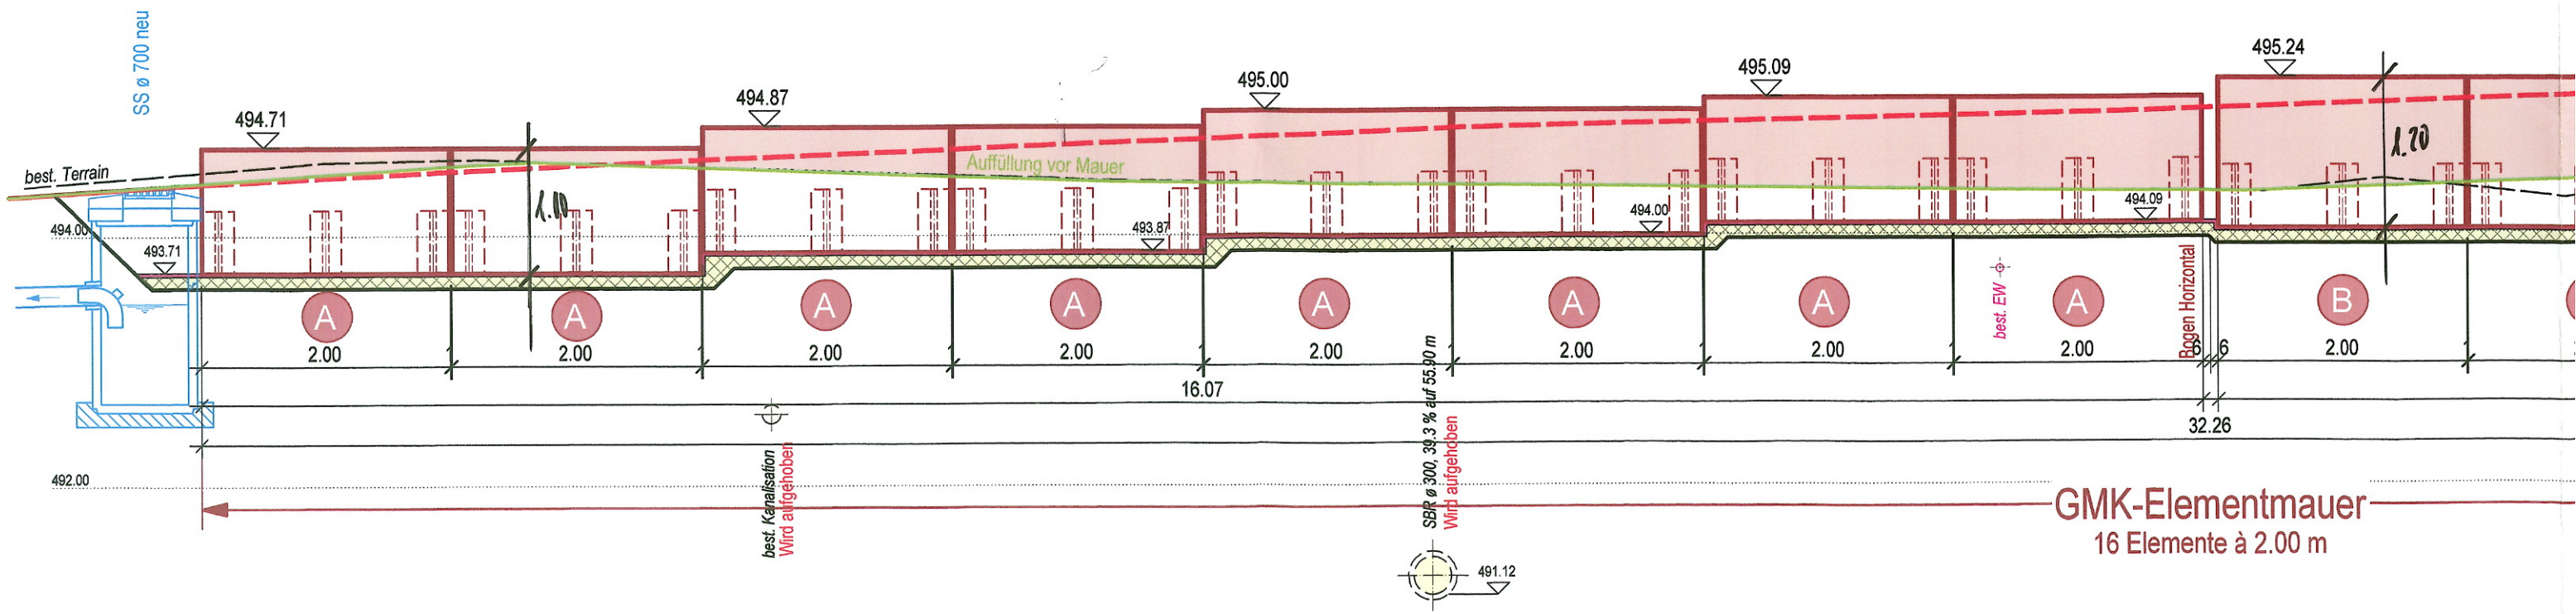 SS ø 700 neu
495.24
495.09
495.00
494.87
494.71
best. Terrain
Auffüllung vor Mauer
1.00
1.20
494.00
493.71
493.87
494.00
494.09
A
A
A
A
A
A
A
A
B
best. EW
Bogen Horizontal
2.00
2.00
2.00
2.00
2.00
2.00
2.00
2.00
6
6
2.00
16.07
32.26
best. Kanalisation
Wird aufgehoben
SBR ø 300, 39.3 % auf 55.90 m
Wird aufgehoben
492.00
GMK-Elementmauer
16 Elemente à 2.00 m
491.12